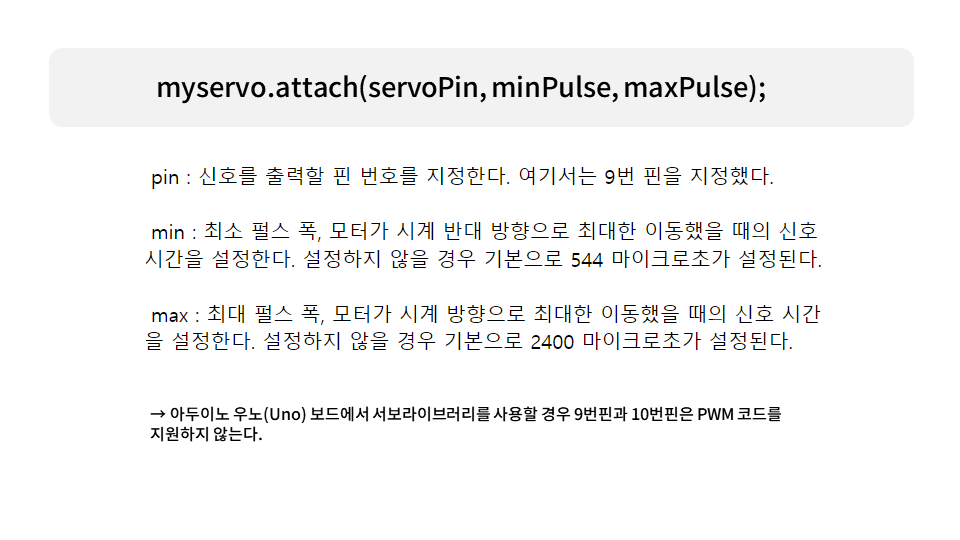 myservo.attach(servoPin, minPulse, maxPulse);
pin : 신호를 출력할 핀 번호를 지정한다. 여기서는 9번 핀을 지정했다.
min : 최소 펄스 폭, 모터가 시계 반대 방향으로 최대한 이동했을 때의 신호
시간을 설정한다. 설정하지 않을 경우 기본으로 544 마이크로초가 설정된다.
max : 최대 펄스 폭, 모터가 시계 방향으로 최대한 이동했을 때의 신호 시간
을 설정한다. 설정하지 않을 경우 기본으로 2400 마이크로초가 설정된다.
→ 아두이노 우노(Uno) 보드에서 서보라이브러리를 사용할 경우 9번핀과 10번핀은 PWM 코드를
지원하지 않는다.